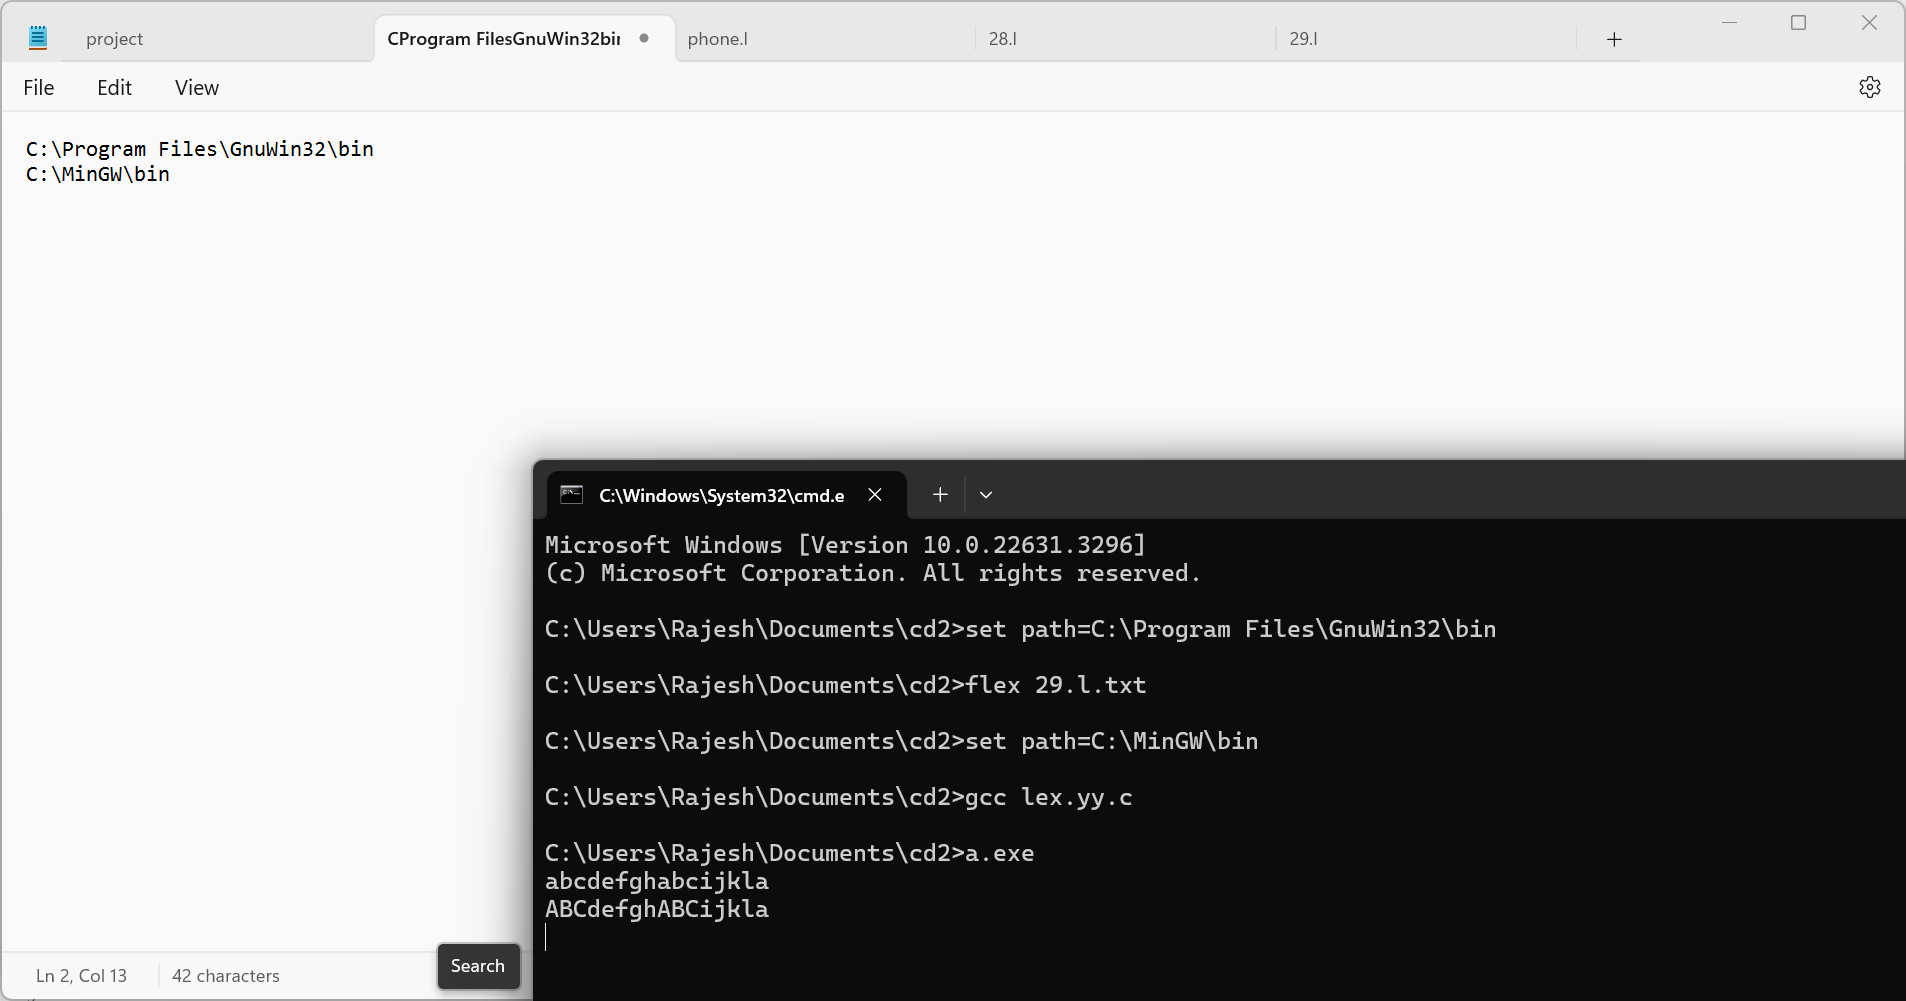 project
CProgram FilesGnuWin32bin
phone.l
28.l
29.l
File Edit View
C:\Program Files\GnuWin32\bin
C:\MinGW\bin
C:\Windows\System32\cmd.e
Microsoft Windows [Version 10.0.22631.3296]
(c) Microsoft Corporation. All rights reserved.
C:\Users\Rajesh\Documents\cd2>set path=C:\Program Files\GnuWin32\bin
C:\Users\Rajesh\Documents\cd2>flex 29.l.txt
C:\Users\Rajesh\Documents\cd2>set path=C:\MinGW\bin
C:\Users\Rajesh\Documents\cd2>gcc lex.yy.c
C:\Users\Rajesh\Documents\cd2>a.exe
abcdefghabcijkla
ABCdefghABCijkla
Ln 2, Col 13
42 characters
Search